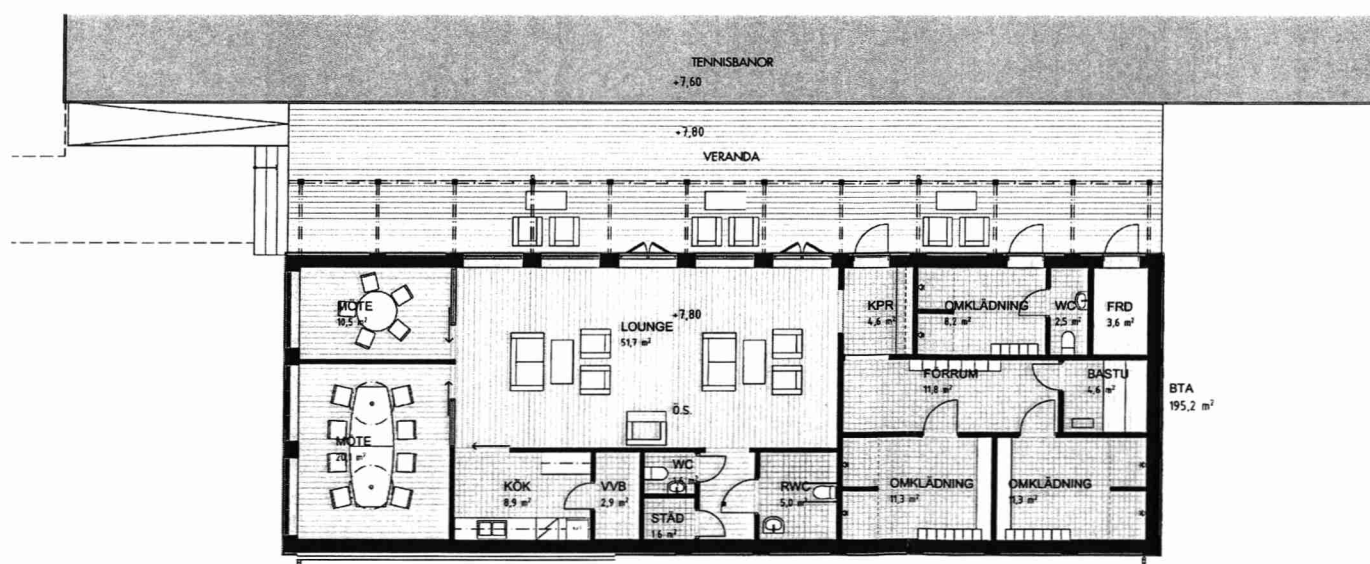 TENNISBANOR
+7,60
+7,80
VERANDA
MÖTE
10,5 m²
LOUNGE
51,7 m²
+7,80
KPR
4,6 m²
OMKLÄDNING
8,2 m²
WC
2,5 m²
FRD
3,6 m²
FÖRRUM
11,8 m²
BASTU
4,6 m²
BTA
195,2 m²
Ö.S.
MÖTE
20,1 m²
KÖK
8,9 m²
VVB
2,9 m²
WC
STÄD
1,6 m²
RWC
5,0 m²
OMKLÄDNING
11,3 m²
OMKLÄDNING
11,3 m²